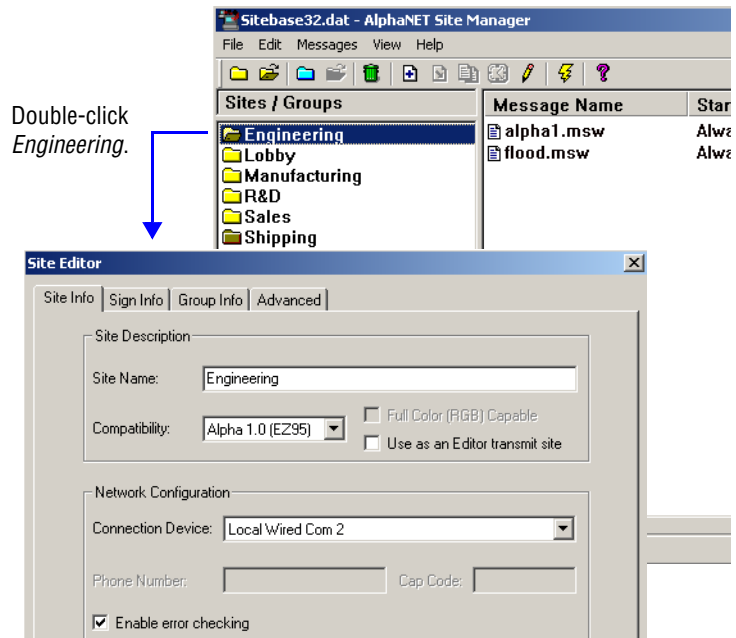 Sitebase32.dat - AlphaNET Site Manager
File Edit Messages View Help
Sites / Groups
Message Name
Star
Double-click
Engineering.
Engineering
Lobby
Manufacturing
R&D
Sales
Shipping
alpha1.msw
Alwa
flood.msw
Alwa
Site Editor
Site Info
Sign Info
Group Info
Advanced
Site Description
Site Name:
Engineering
Compatibility:
Alpha 1.0 (EZ95)
Full Color (RGB) Capable
Use as an Editor transmit site
Network Configuration
Connection Device:
Local Wired Com 2
Phone Number:
Cap Code:
Enable error checking